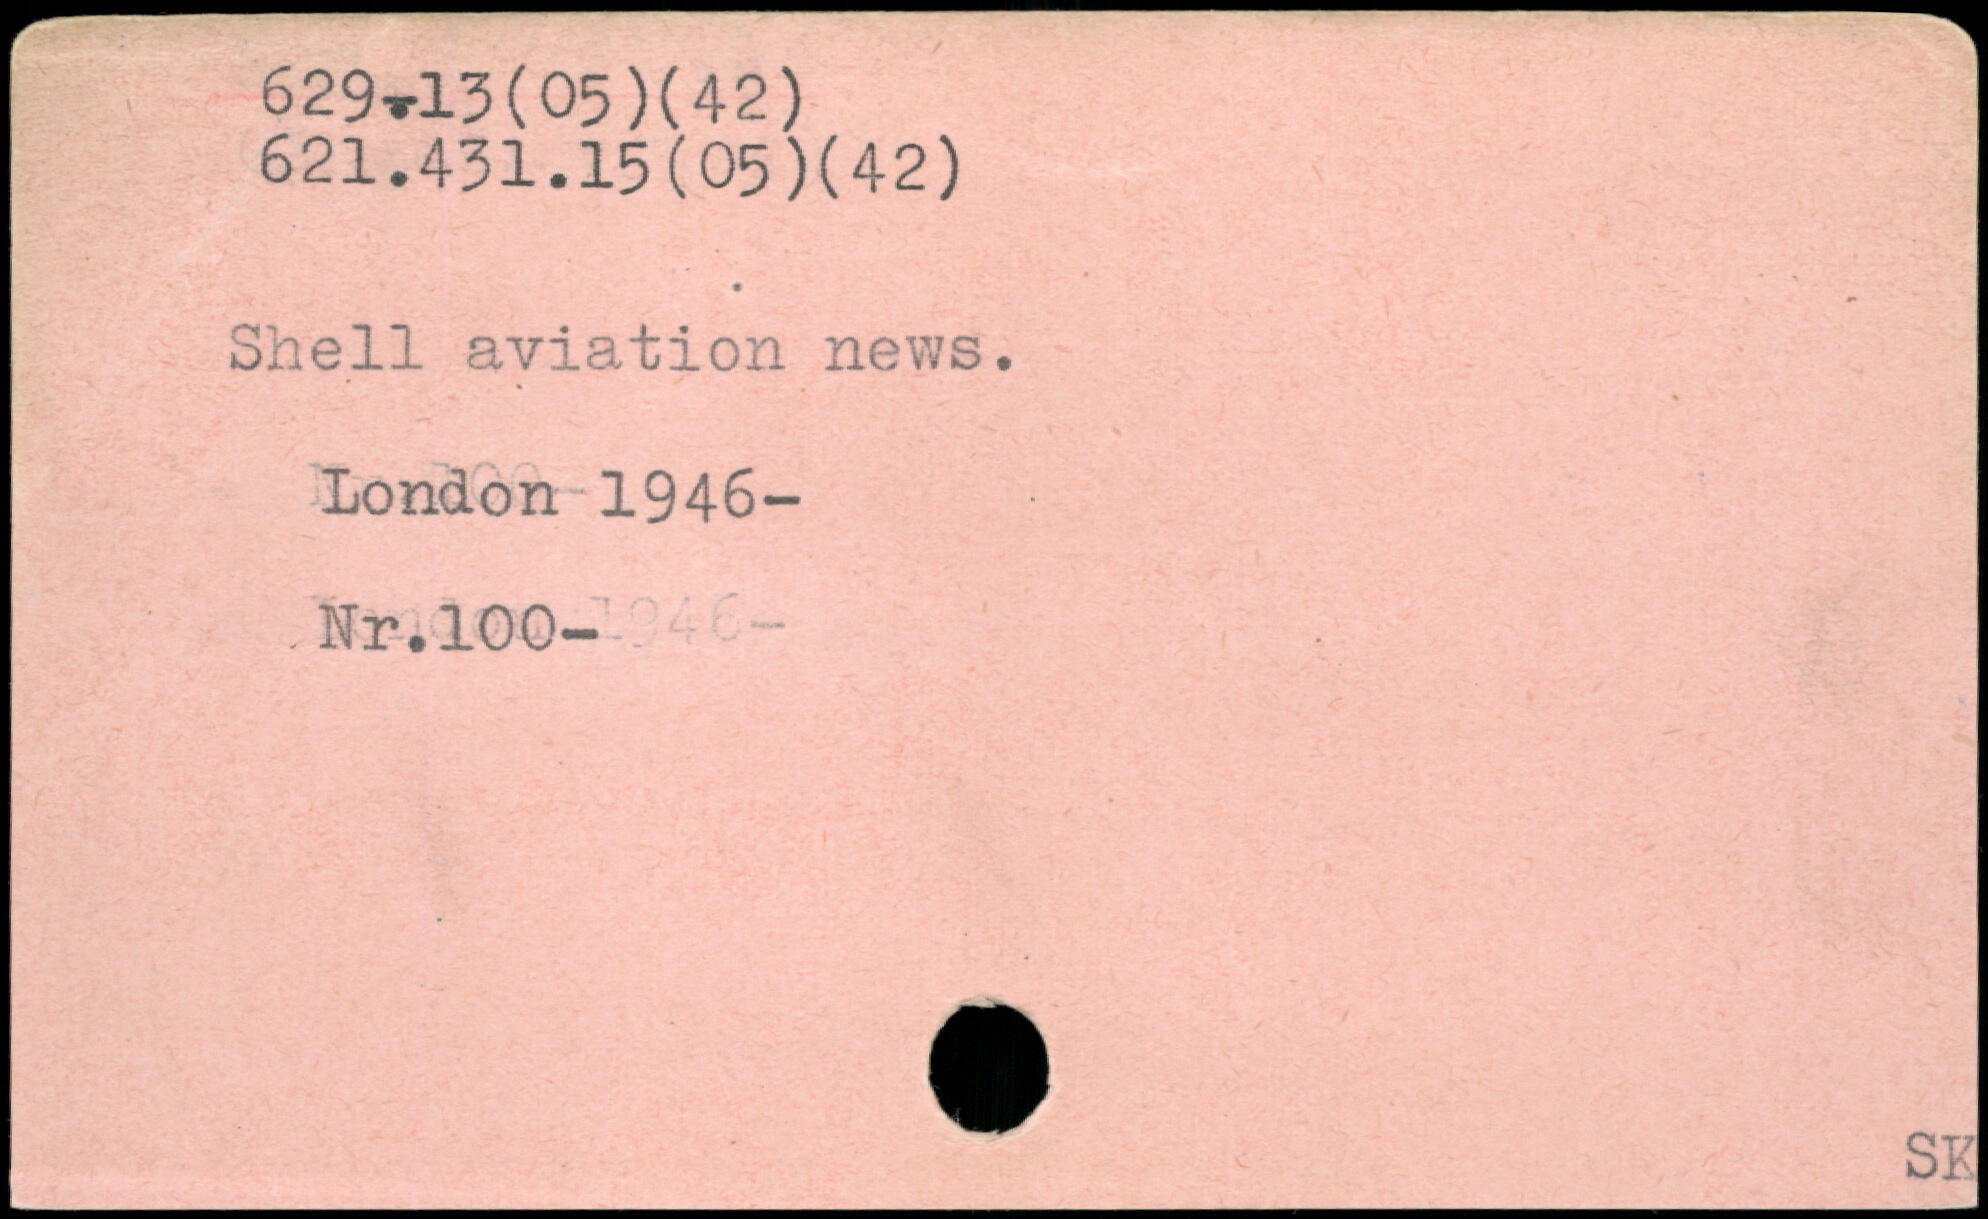 629.13(05)(42)
621.431.15(05)(42)
Shell aviation news.
London 1946-
Nr.100-
SK